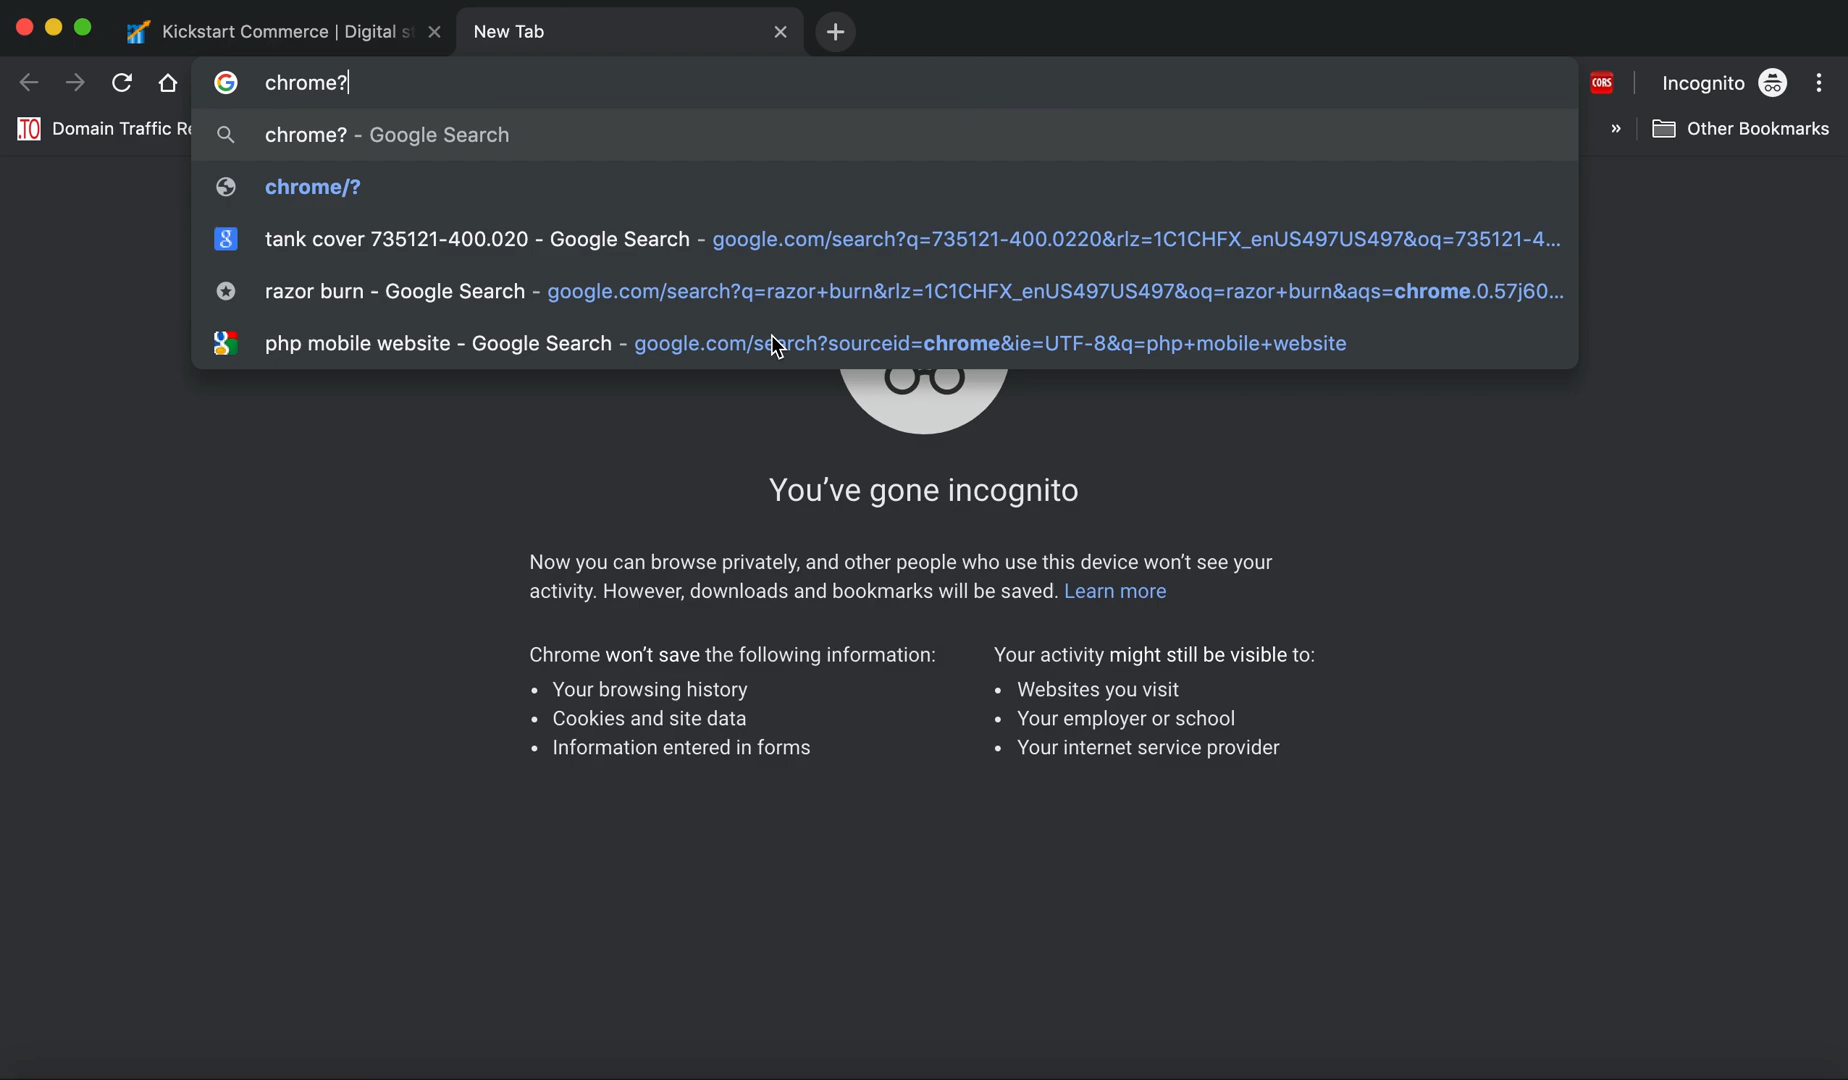 Kickstart Commerce | Digital s
New Tab
chrome?
CORS
Incognito
.TO Domain Traffic Re
» Other Bookmarks
chrome? - Google Search
chrome/?
tank cover 735121-400.020 - Google Search - google.com/search?q=735121-400.0220&rlz=1C1CHFX_enUS497US497&oq=735121-4...
razor burn - Google Search - google.com/search?q=razor+burn&rlz=1C1CHFX_enUS497US497&oq=razor+burn&aqs=chrome.0.57j60...
php mobile website - Google Search - google.com/search?sourceid=chrome&ie=UTF-8&q=php+mobile+website
You've gone incognito
Now you can browse privately, and other people who use this device won't see your
activity. However, downloads and bookmarks will be saved. Learn more
Chrome won't save the following information:
• Your browsing history
• Cookies and site data
• Information entered in forms
Your activity might still be visible to:
• Websites you visit
• Your employer or school
• Your internet service provider